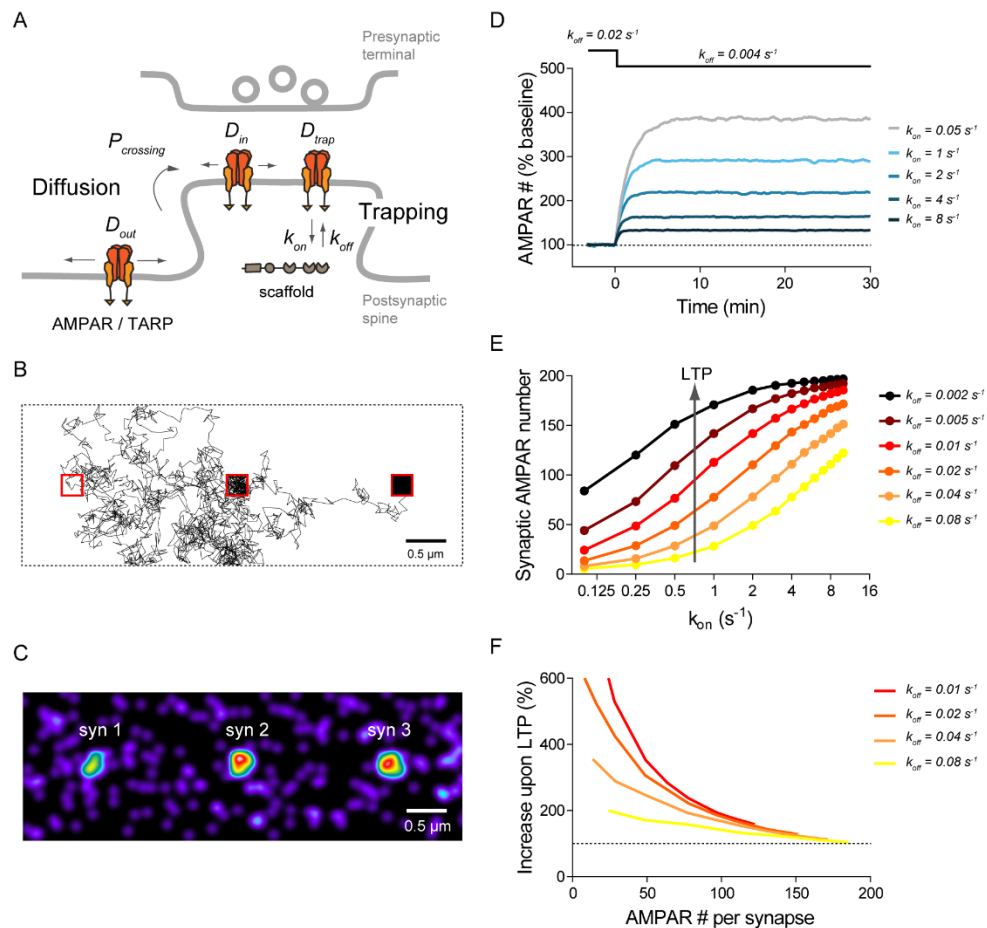 A
Presynaptic
terminal
D_in
D_trap
P_crossing
Diffusion
Trapping
D_out
k_on
k_off
scaffold
AMPAR / TARP
Postsynaptic
spine
B
0.5 µm
C
syn 1
syn 2
syn 3
0.5 µm
D
k_off = 0.02 s⁻¹
k_off = 0.004 s⁻¹
AMPAR # (% baseline)
500
400
300
200
100
0
10
20
30
Time (min)
k_on = 0.05 s⁻¹
k_on = 1 s⁻¹
k_on = 2 s⁻¹
k_on = 4 s⁻¹
k_on = 8 s⁻¹
E
Synaptic AMPAR number
200
150
100
50
0
LTP
0.125
0.25
0.5
1
2
4
8
16
k_on (s⁻¹)
k_off = 0.002 s⁻¹
k_off = 0.005 s⁻¹
k_off = 0.01 s⁻¹
k_off = 0.02 s⁻¹
k_off = 0.04 s⁻¹
k_off = 0.08 s⁻¹
F
Increase upon LTP (%)
600
400
200
0
0
50
100
150
200
AMPAR # per synapse
k_off = 0.01 s⁻¹
k_off = 0.02 s⁻¹
k_off = 0.04 s⁻¹
k_off = 0.08 s⁻¹